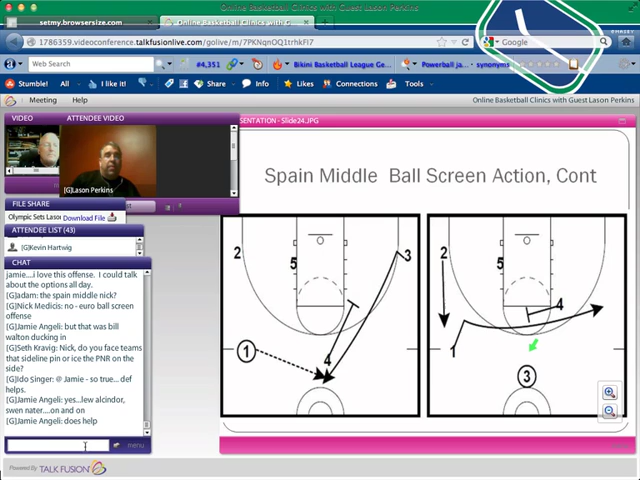 Online Basketball Clinics with Guest Lason Perkins
setmy.browsersize.com
Online Basketball Clinics with G
1786359.videoconference.talkfusionlive.com/golive/m/7PKNqnOQ1trhkFI7
Google
Web Search
#4,351
Bikini Basketball League Ge...
Powerball ja...
synonyms
Stumble!
All
I like it!
Share
Info
Likes
Connections
Tools
Meeting
Help
Online Basketball Clinics with Guest Lason Perkins
VIDEO
ATTENDEE VIDEO
[G]Lason Perkins
SENTATION - Slide24.JPG
Spain Middle Ball Screen Action, Cont
2
5
3
1
4
2
5
4
1
3
FILE SHARE
Olympic Sets Lason
Download File
ATTENDEE LIST (43)
[G]Kevin Hartwig
CHAT
jamie....i love this offense. I could talk
about the options all day.
[G]adam: the spain middle nick?
[G]Nick Medicis: no - euro ball screen
offense
[G]Jamie Angeli: but that was bill
walton ducking in
[G]Seth Kravig: Nick, do you face teams
that sideline pin or ice the PNR on the
side?
[G]Ido Singer: @ Jamie - so true... def
helps.
[G]Jamie Angeli: yes..lew alcindor,
swen nater....on and on
[G]Jamie Angeli: does help
menu
Powered By TALK FUSION